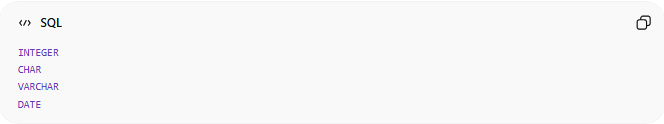 SQL
INTEGER
CHAR
VARCHAR
DATE